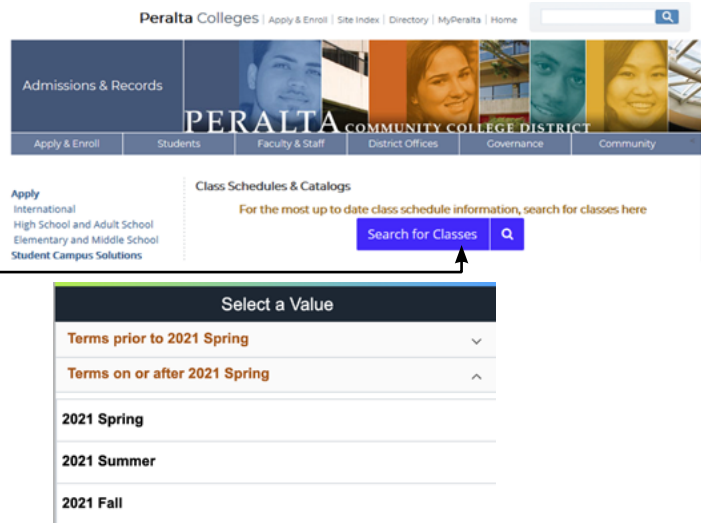 Peralta Colleges | Apply & Enroll | Site Index | Directory | MyPeralta | Home
Admissions & Records
PERALTA COMMUNITY COLLEGE DISTRICT
Apply & Enroll Students Faculty & Staff District Offices Governance Community
Apply
International
High School and Adult School
Elementary and Middle School
Student Campus Solutions
Class Schedules & Catalogs
For the most up to date class schedule information, search for classes here
Search for Classes
Select a Value
Terms prior to 2021 Spring
Terms on or after 2021 Spring
2021 Spring
2021 Summer
2021 Fall